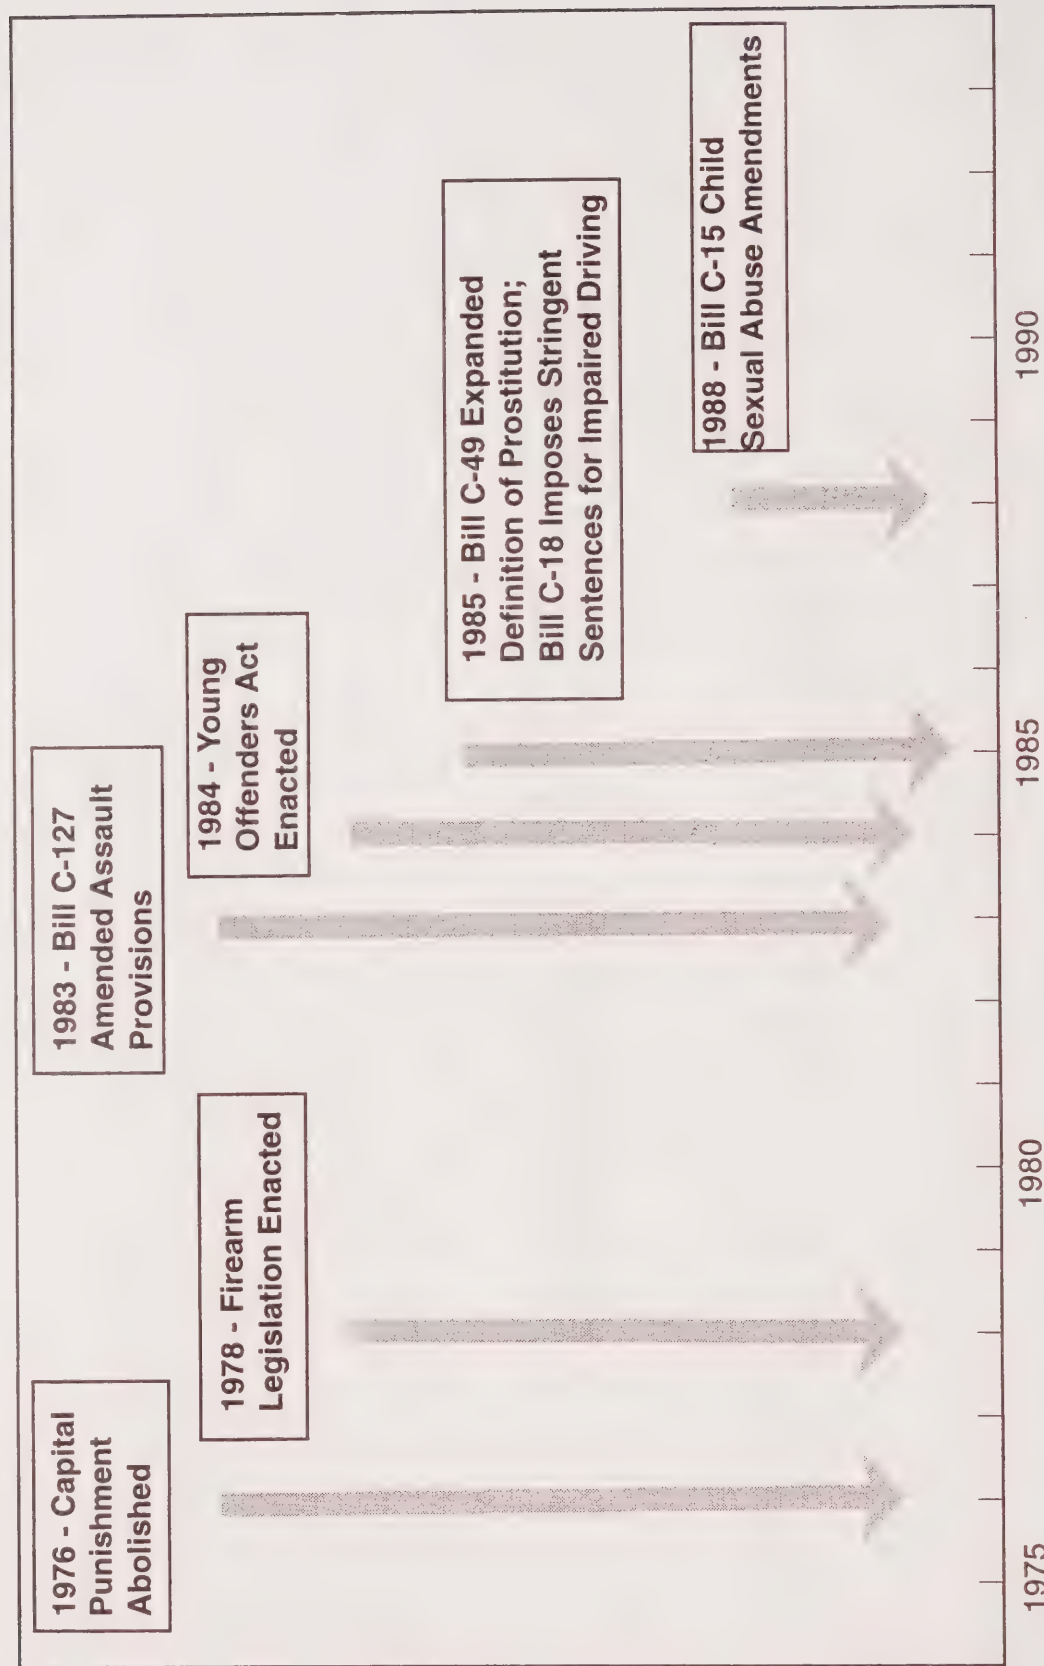 1976 - Capital
Punishment
Abolished
1978 - Firearm
Legislation Enacted
1983 - Bill C-127
Amended Assault
Provisions
1984 - Young
Offenders Act
Enacted
1985 - Bill C-49 Expanded
Definition of Prostitution;
Bill C-18 Imposes Stringent
Sentences for Impaired Driving
1988 - Bill C-15 Child
Sexual Abuse Amendments
1975
1980
1985
1990